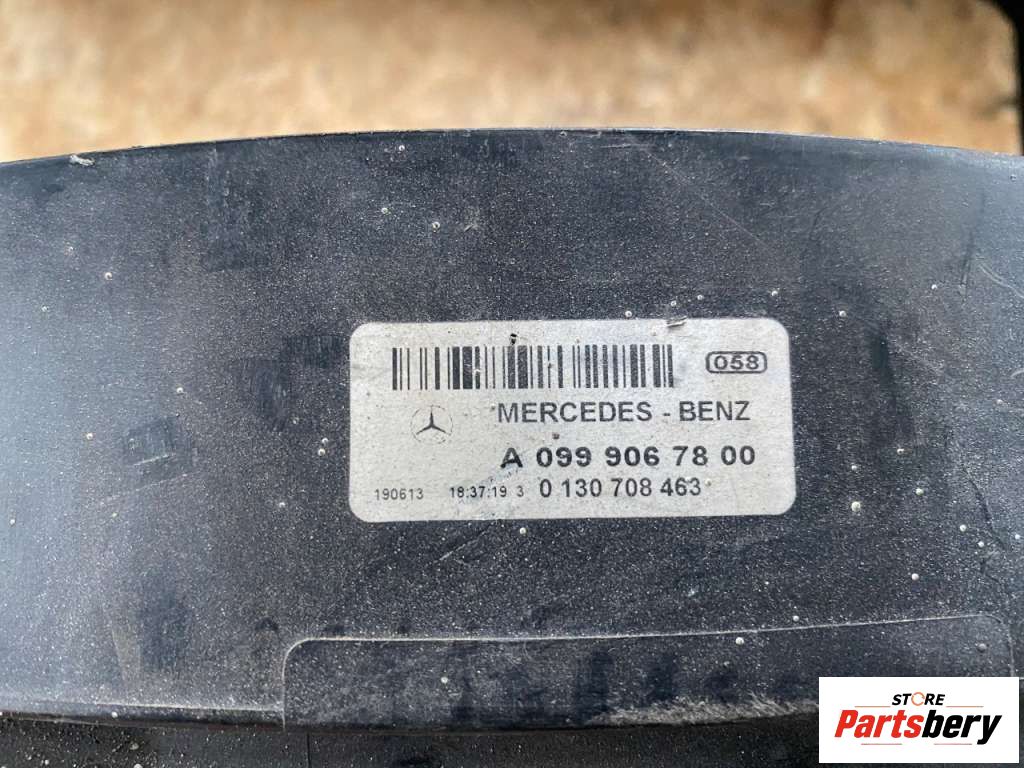 058
MERCEDES - BENZ
A 099 906 78 00
190613 18:37:19 3 0 130 708 463
STORE
Partsbery